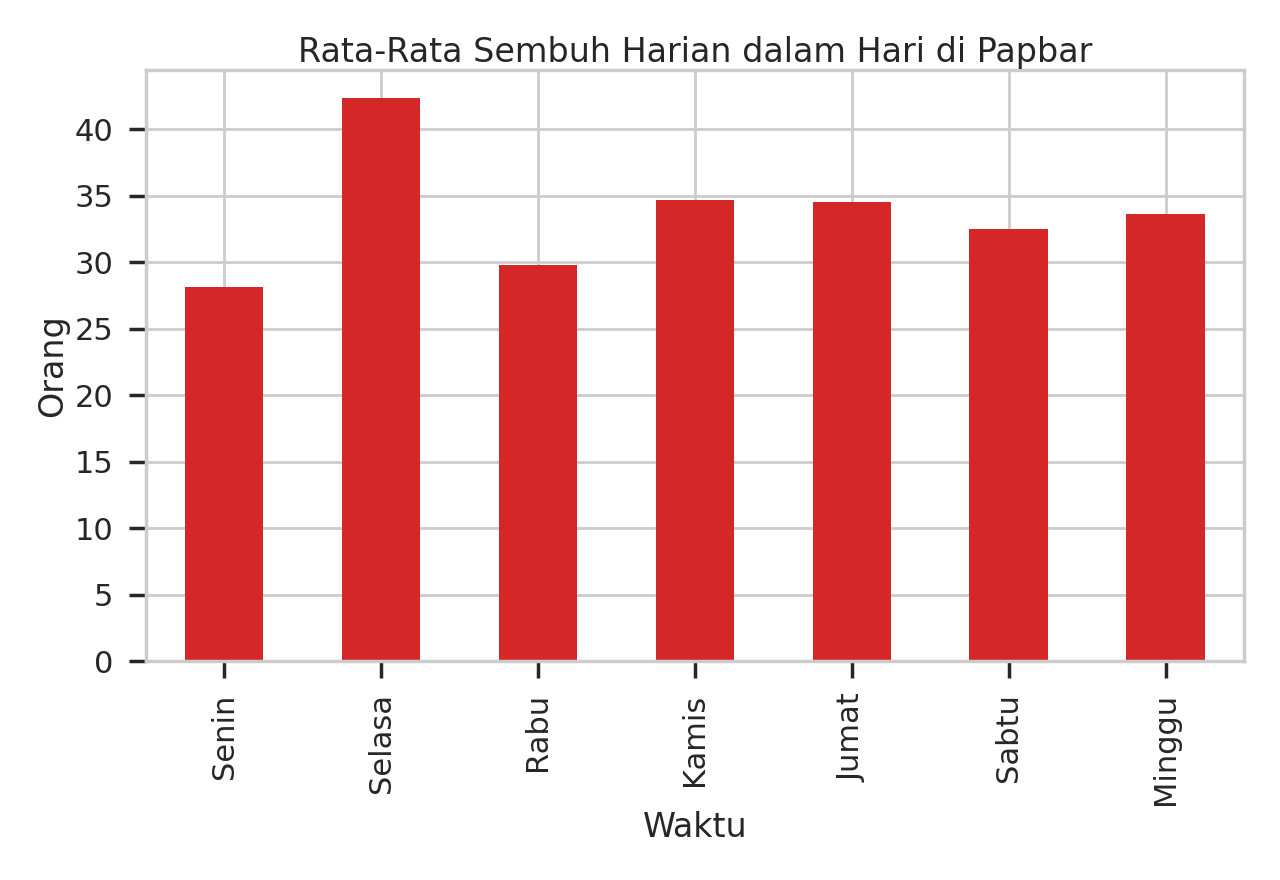 Rata-Rata Sembuh Harian dalam Hari di Papbar
40
35
30
25
20
15
10
5
0
Orang
Senin
Selasa
Rabu
Kamis
Jumat
Sabtu
Minggu
Waktu